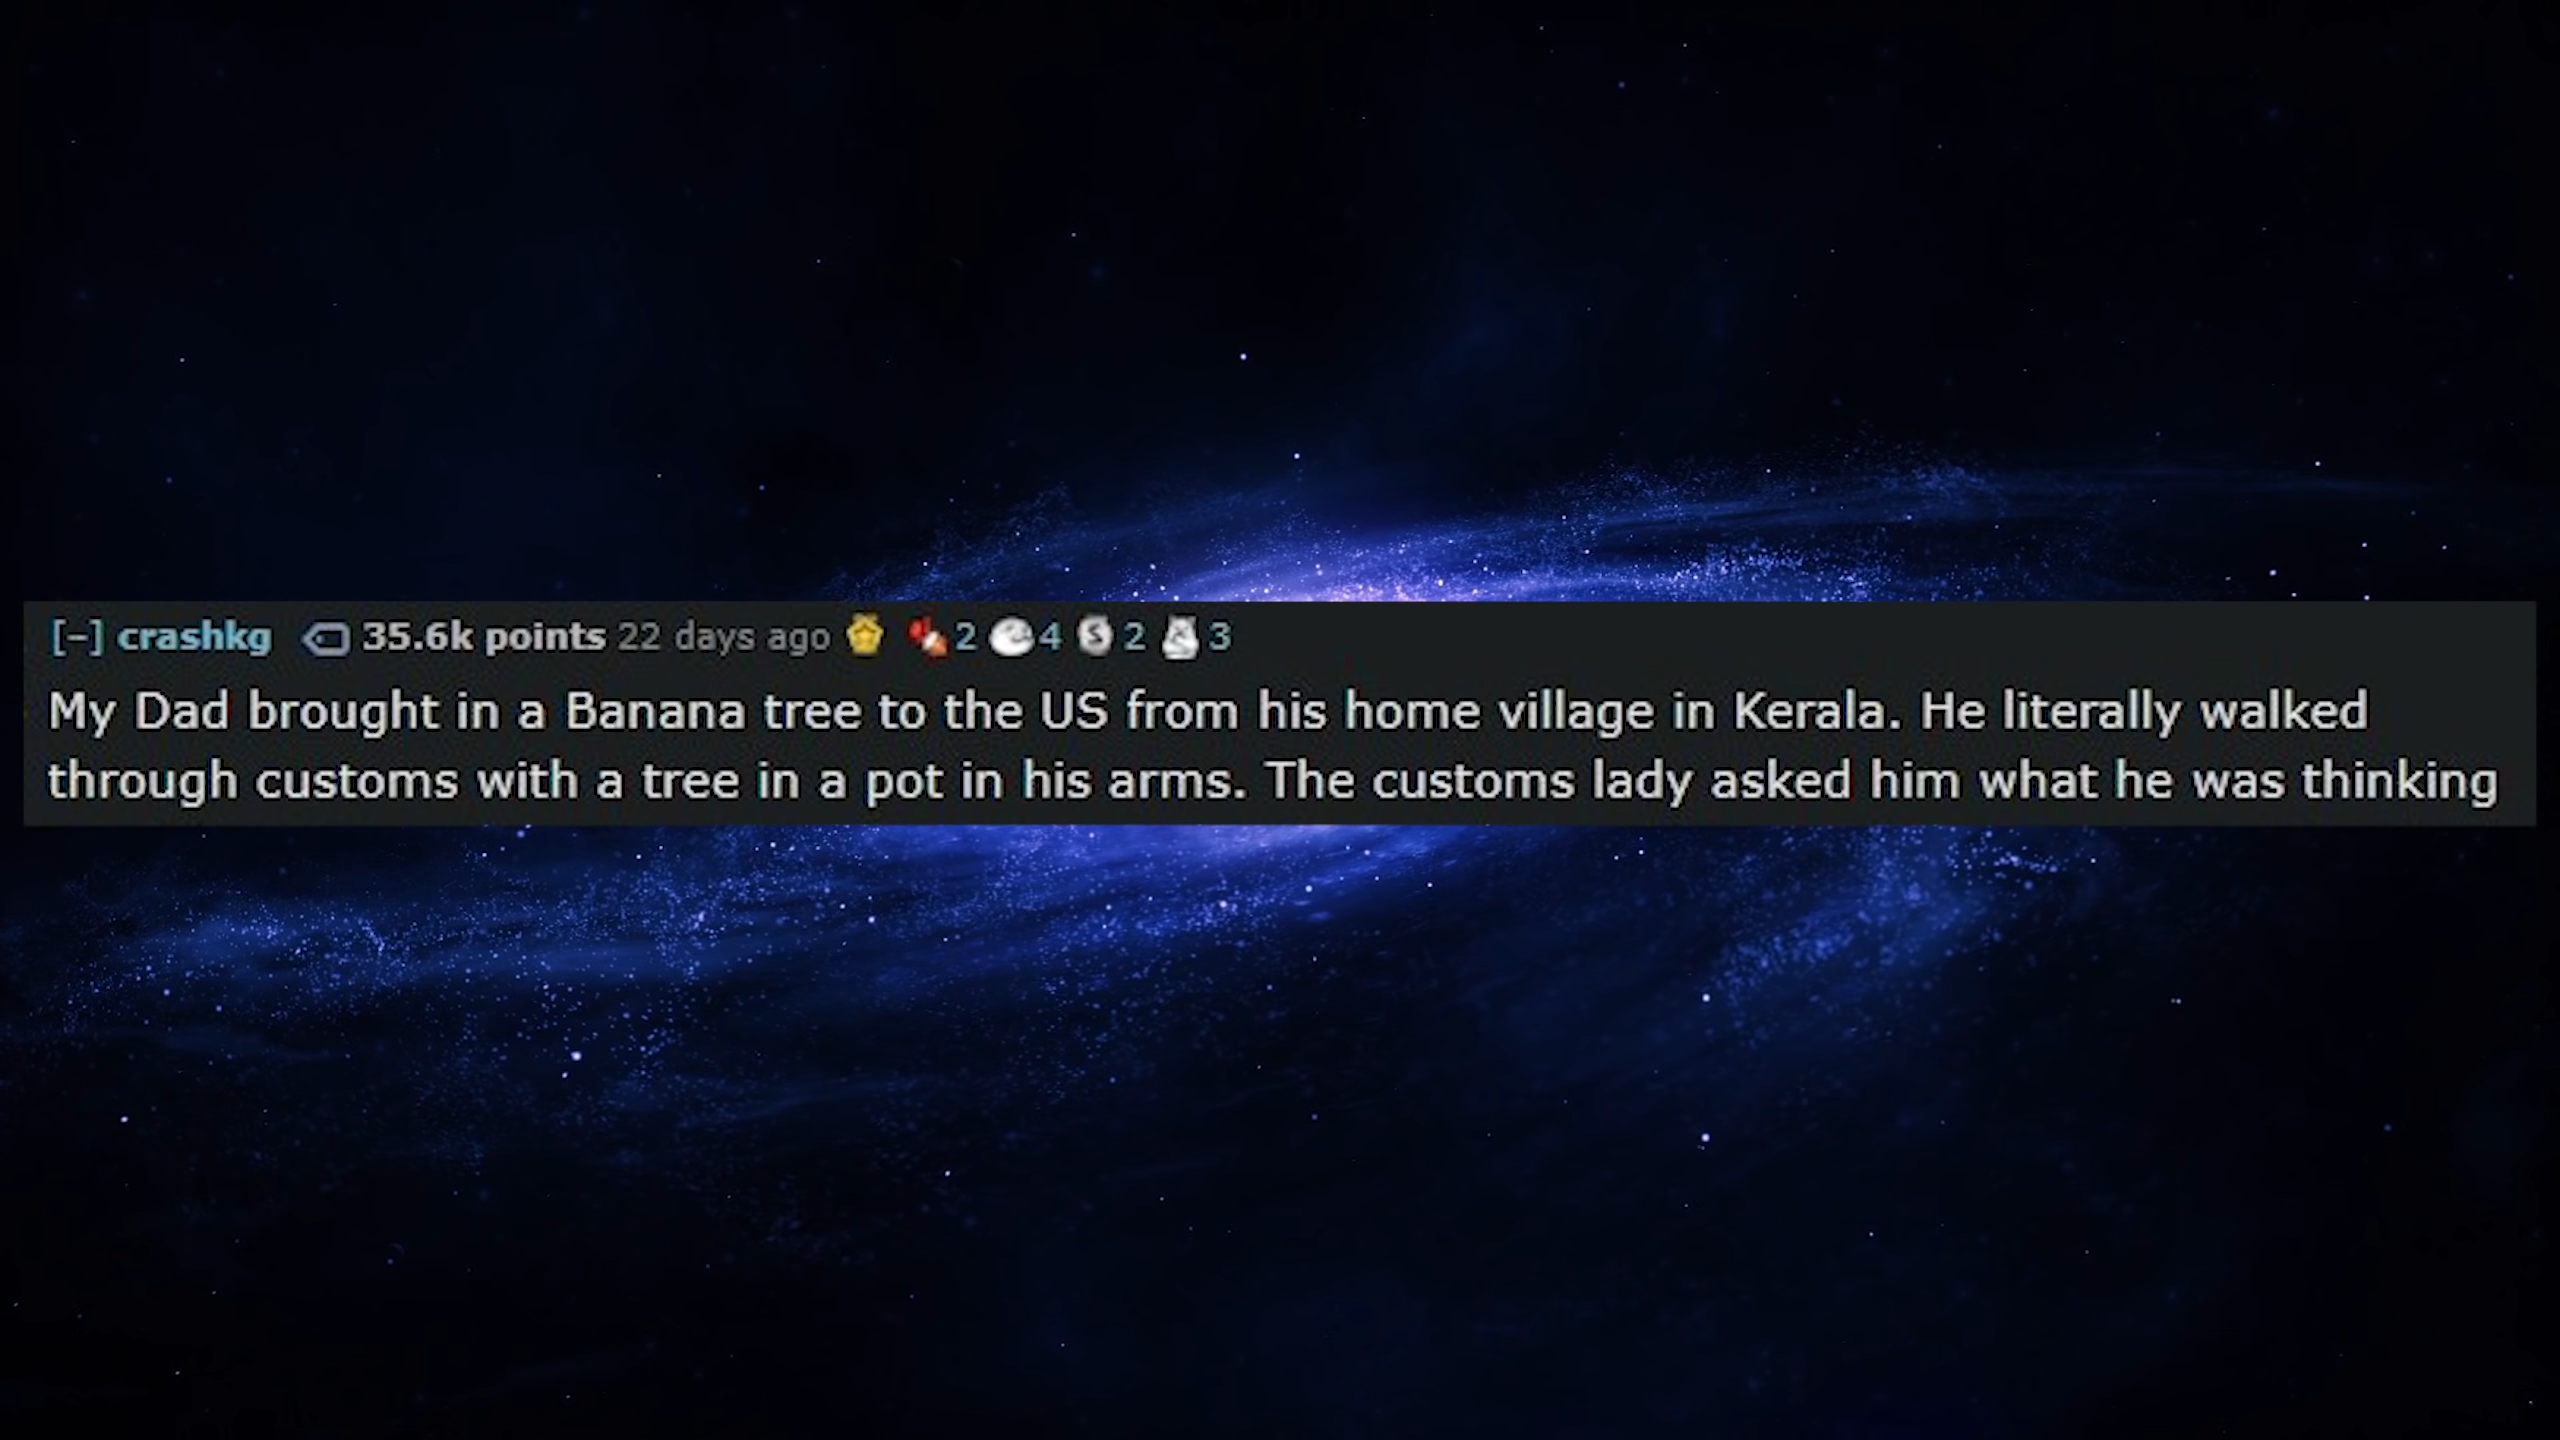 [-] crashkg 35.6k points 22 days ago 2 4 S 2 3
My Dad brought in a Banana tree to the US from his home village in Kerala. He literally walked
through customs with a tree in a pot in his arms. The customs lady asked him what he was thinking